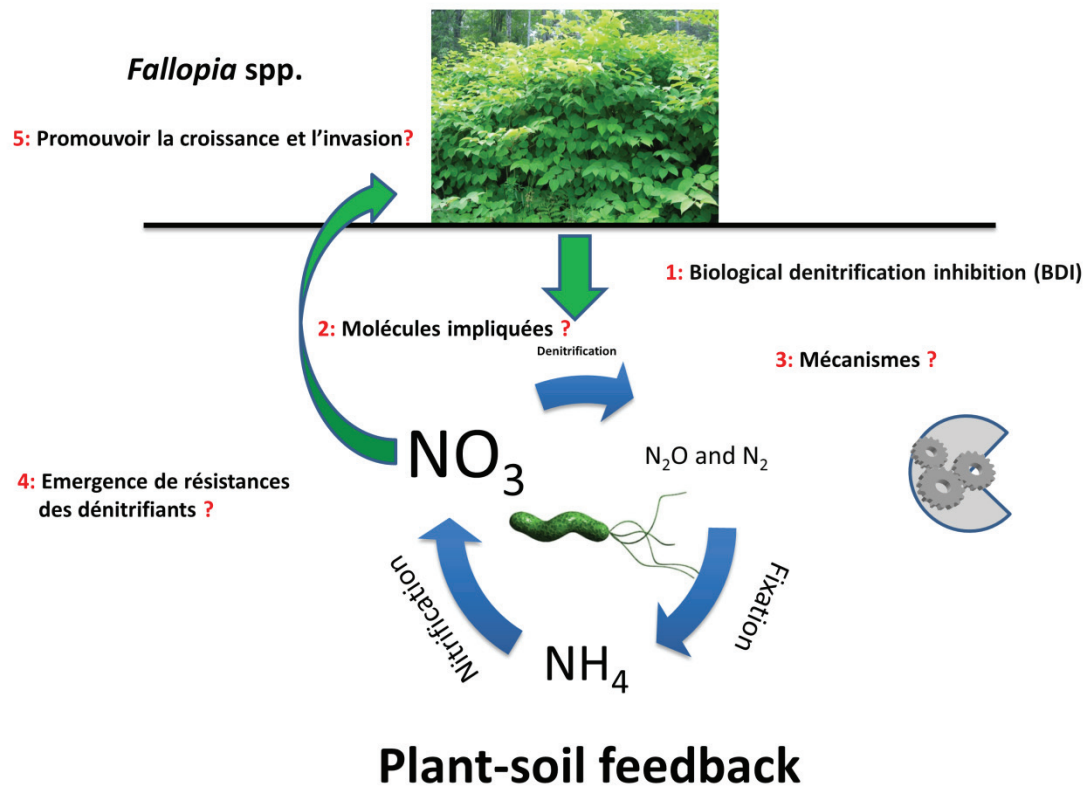 Fallopia spp.
5: Promouvoir la croissance et l’invasion?
1: Biological denitrification inhibition (BDI)
2: Molécules impliquées ?
Denitrification
3: Mécanismes ?
NO₃
N₂O and N₂
4: Emergence de résistances
des dénitrifiants ?
Nitrification
Fixation
NH₄
Plant-soil feedback